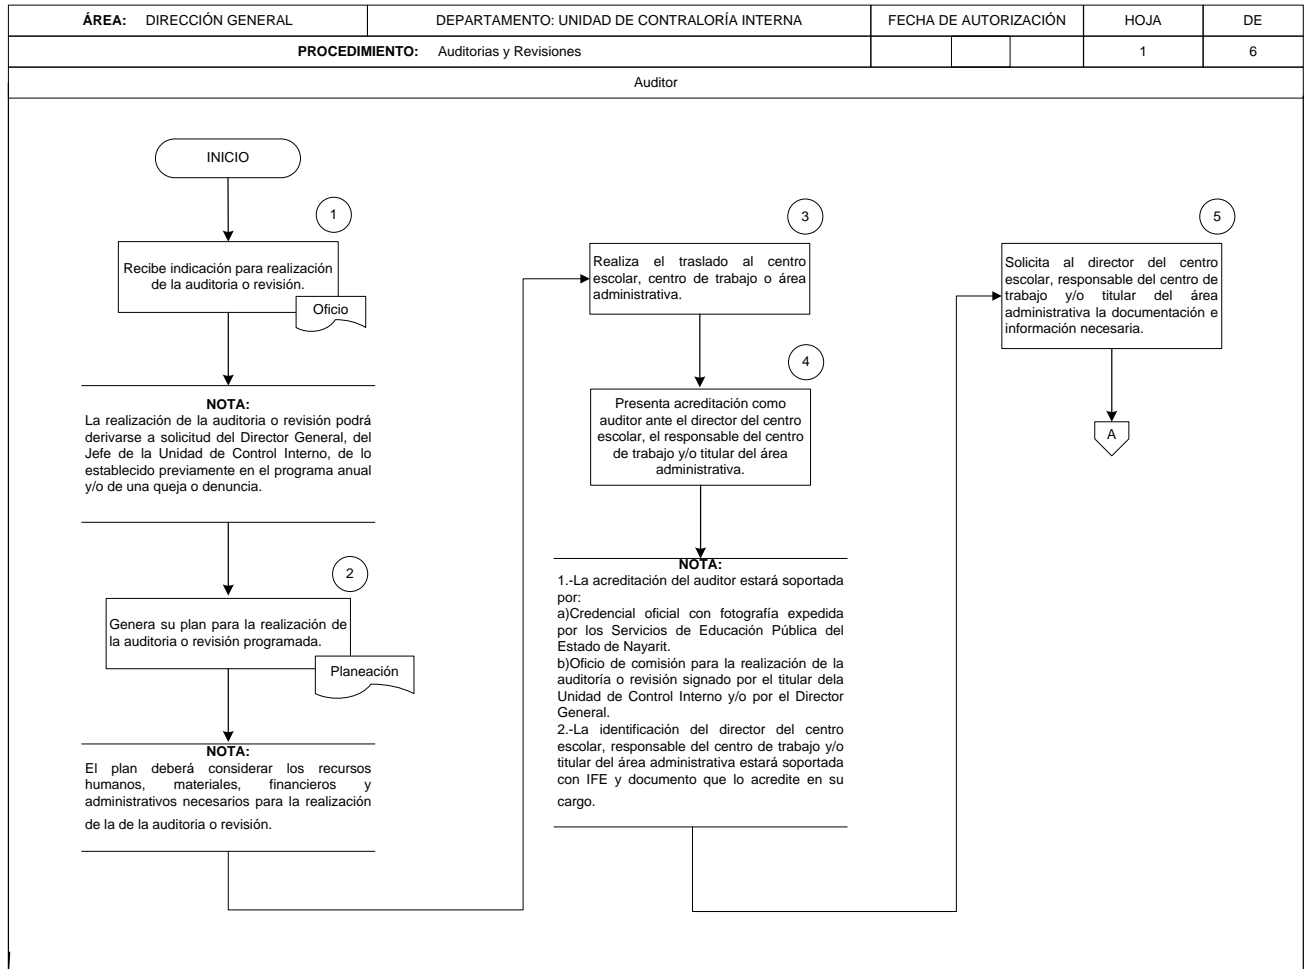 ÁREA: DIRECCIÓN GENERAL
DEPARTAMENTO: UNIDAD DE CONTRALORÍA INTERNA
FECHA DE AUTORIZACIÓN
HOJA
DE
PROCEDIMIENTO: Auditorias y Revisiones
1
6
Auditor
INICIO
1
Recibe indicación para realización
de la auditoria o revisión.
Oficio
NOTA:
La realización de la auditoria o revisión podrá
derivarse a solicitud del Director General, del
Jefe de la Unidad de Control Interno, de lo
establecido previamente en el programa anual
y/o de una queja o denuncia.
2
Genera su plan para la realización de
la auditoria o revisión programada.
Planeación
NOTA:
El plan deberá considerar los recursos
humanos, materiales, financieros y
administrativos necesarios para la realización
de la de la auditoria o revisión.
3
Realiza el traslado al centro
escolar, centro de trabajo o área
administrativa.
4
Presenta acreditación como
auditor ante el director del centro
escolar, el responsable del centro
de trabajo y/o titular del área
administrativa.
NOTA:
1.-La acreditación del auditor estará soportada
por:
a)Credencial oficial con fotografía expedida
por los Servicios de Educación Pública del
Estado de Nayarit.
b)Oficio de comisión para la realización de la
auditoría o revisión signado por el titular dela
Unidad de Control Interno y/o por el Director
General.
2.-La identificación del director del centro
escolar, responsable del centro de trabajo y/o
titular del área administrativa estará soportada
con IFE y documento que lo acredite en su
cargo.
5
Solicita al director del centro
escolar, responsable del centro de
trabajo y/o titular del área
administrativa la documentación e
información necesaria.
A